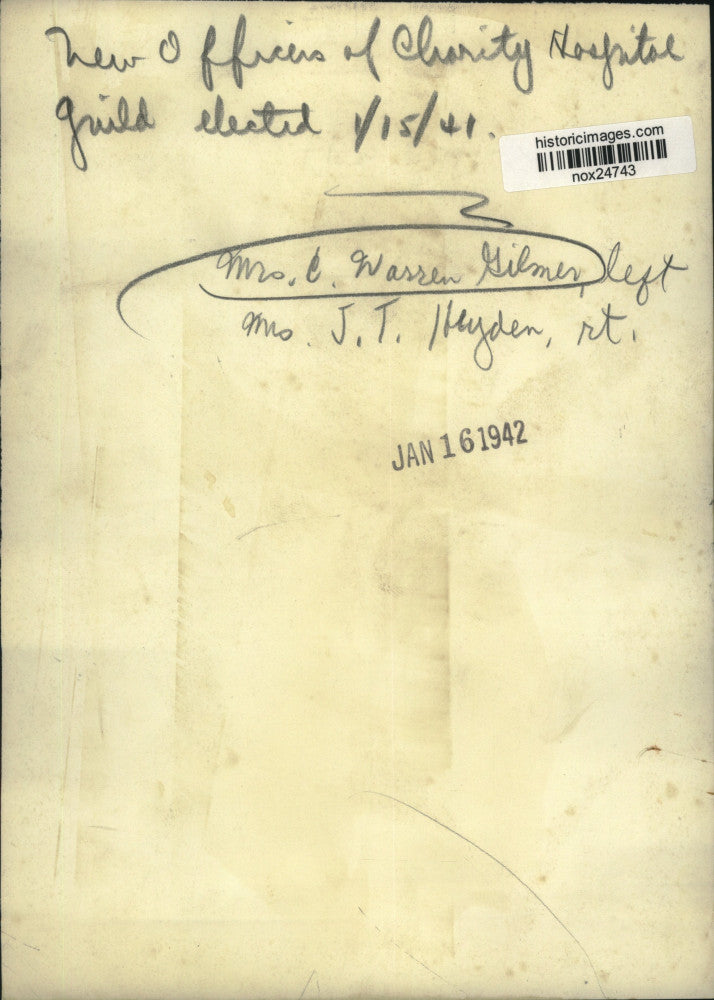 New Officers of Charity Hospital
Guild elected 1/15/41.
historicimages.com
nox24743
Mrs. C. Warren Gilmer, left
Mrs. J. T. Heyden, rt.
JAN 16 1942